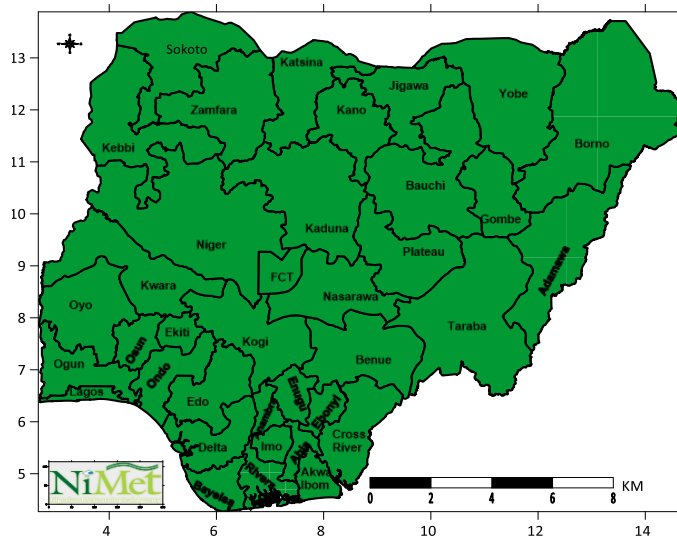 Sokoto
13
Katsina
Jigawa
Yobe
12
Zamfara
Kano
Kebbi
Borno
11
Bauchi
10
Gombe
Kaduna
Niger
Plateau
Adamawa
9
FCT
Kwara
Nasarawa
Oyo
8
Taraba
Ekiti
Osun
Kogi
Ondo
Benue
7
Ogun
Enugu
Lagos
Edo
Anambra
Ebonyi
6
Cross
River
Delta
Imo
Abia
5
NiMet
Rivers
Akwa
Ibom
Bayelsa
KM
0 2 4 6 8
4 6 8 10 12 14